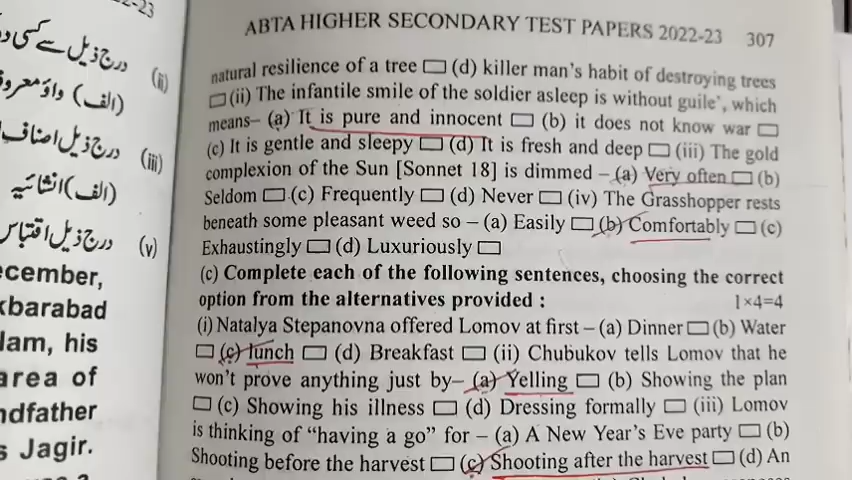 2-23
درج ذیل سے کسی دو
(ii)
(الف) واؤ معروف
درج ذیل اصناف
(iii)
(الف) انشائیہ
درج ذیل اقتباس
(v)
ecember,
kbarabad
lam, his
area of
ndfather
s Jagir.
ABTA HIGHER SECONDARY TEST PAPERS 2022-23 307
natural resilience of a tree ☐ (d) killer man's habit of destroying trees
☐ (ii) The infantile smile of the soldier asleep is without guile', which
means– (a) It is pure and innocent ☐ (b) it does not know war ☐
(c) It is gentle and sleepy ☐ (d) It is fresh and deep ☐ (iii) The gold
complexion of the Sun [Sonnet 18] is dimmed – (a) Very often ☐ (b)
Seldom ☐ (c) Frequently ☐ (d) Never ☐ (iv) The Grasshopper rests
beneath some pleasant weed so – (a) Easily ☐ (b) Comfortably ☐ (c)
Exhaustingly ☐ (d) Luxuriously ☐
(c) Complete each of the following sentences, choosing the correct
option from the alternatives provided : 1×4=4
(i) Natalya Stepanovna offered Lomov at first – (a) Dinner ☐ (b) Water
☐ (c) lunch ☐ (d) Breakfast ☐ (ii) Chubukov tells Lomov that he
won't prove anything just by– (a) Yelling ☐ (b) Showing the plan
☐ (c) Showing his illness ☐ (d) Dressing formally ☐ (iii) Lomov
is thinking of "having a go" for – (a) A New Year's Eve party ☐ (b)
Shooting before the harvest ☐ (c) Shooting after the harvest ☐ (d) An